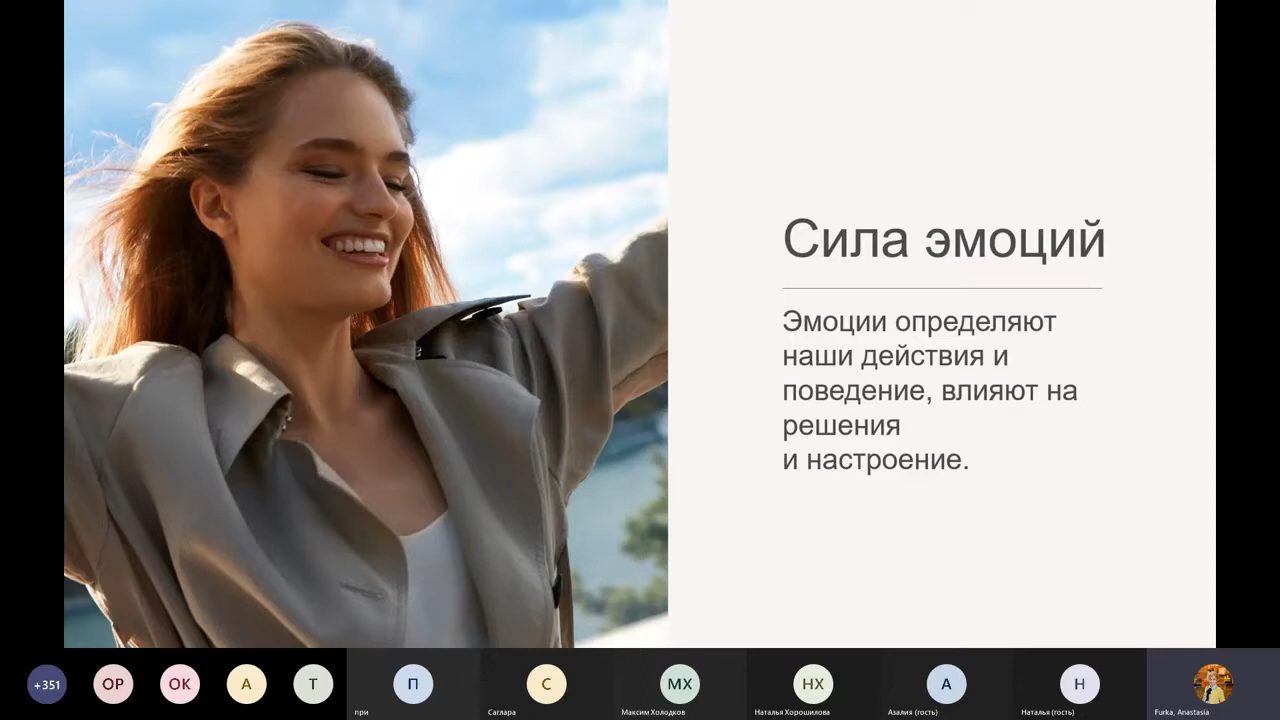 Сила эмоций
Эмоции определяют
наши действия и
поведение, влияют на
решения
и настроение.
+351
ОР
ОК
А
Т
П
С
МХ
НХ
А
Н
при
Саглара
Максим Холодков
Наталья Хорошилова
Азалия (гость)
Наталья (гость)
Furka, Anastasia